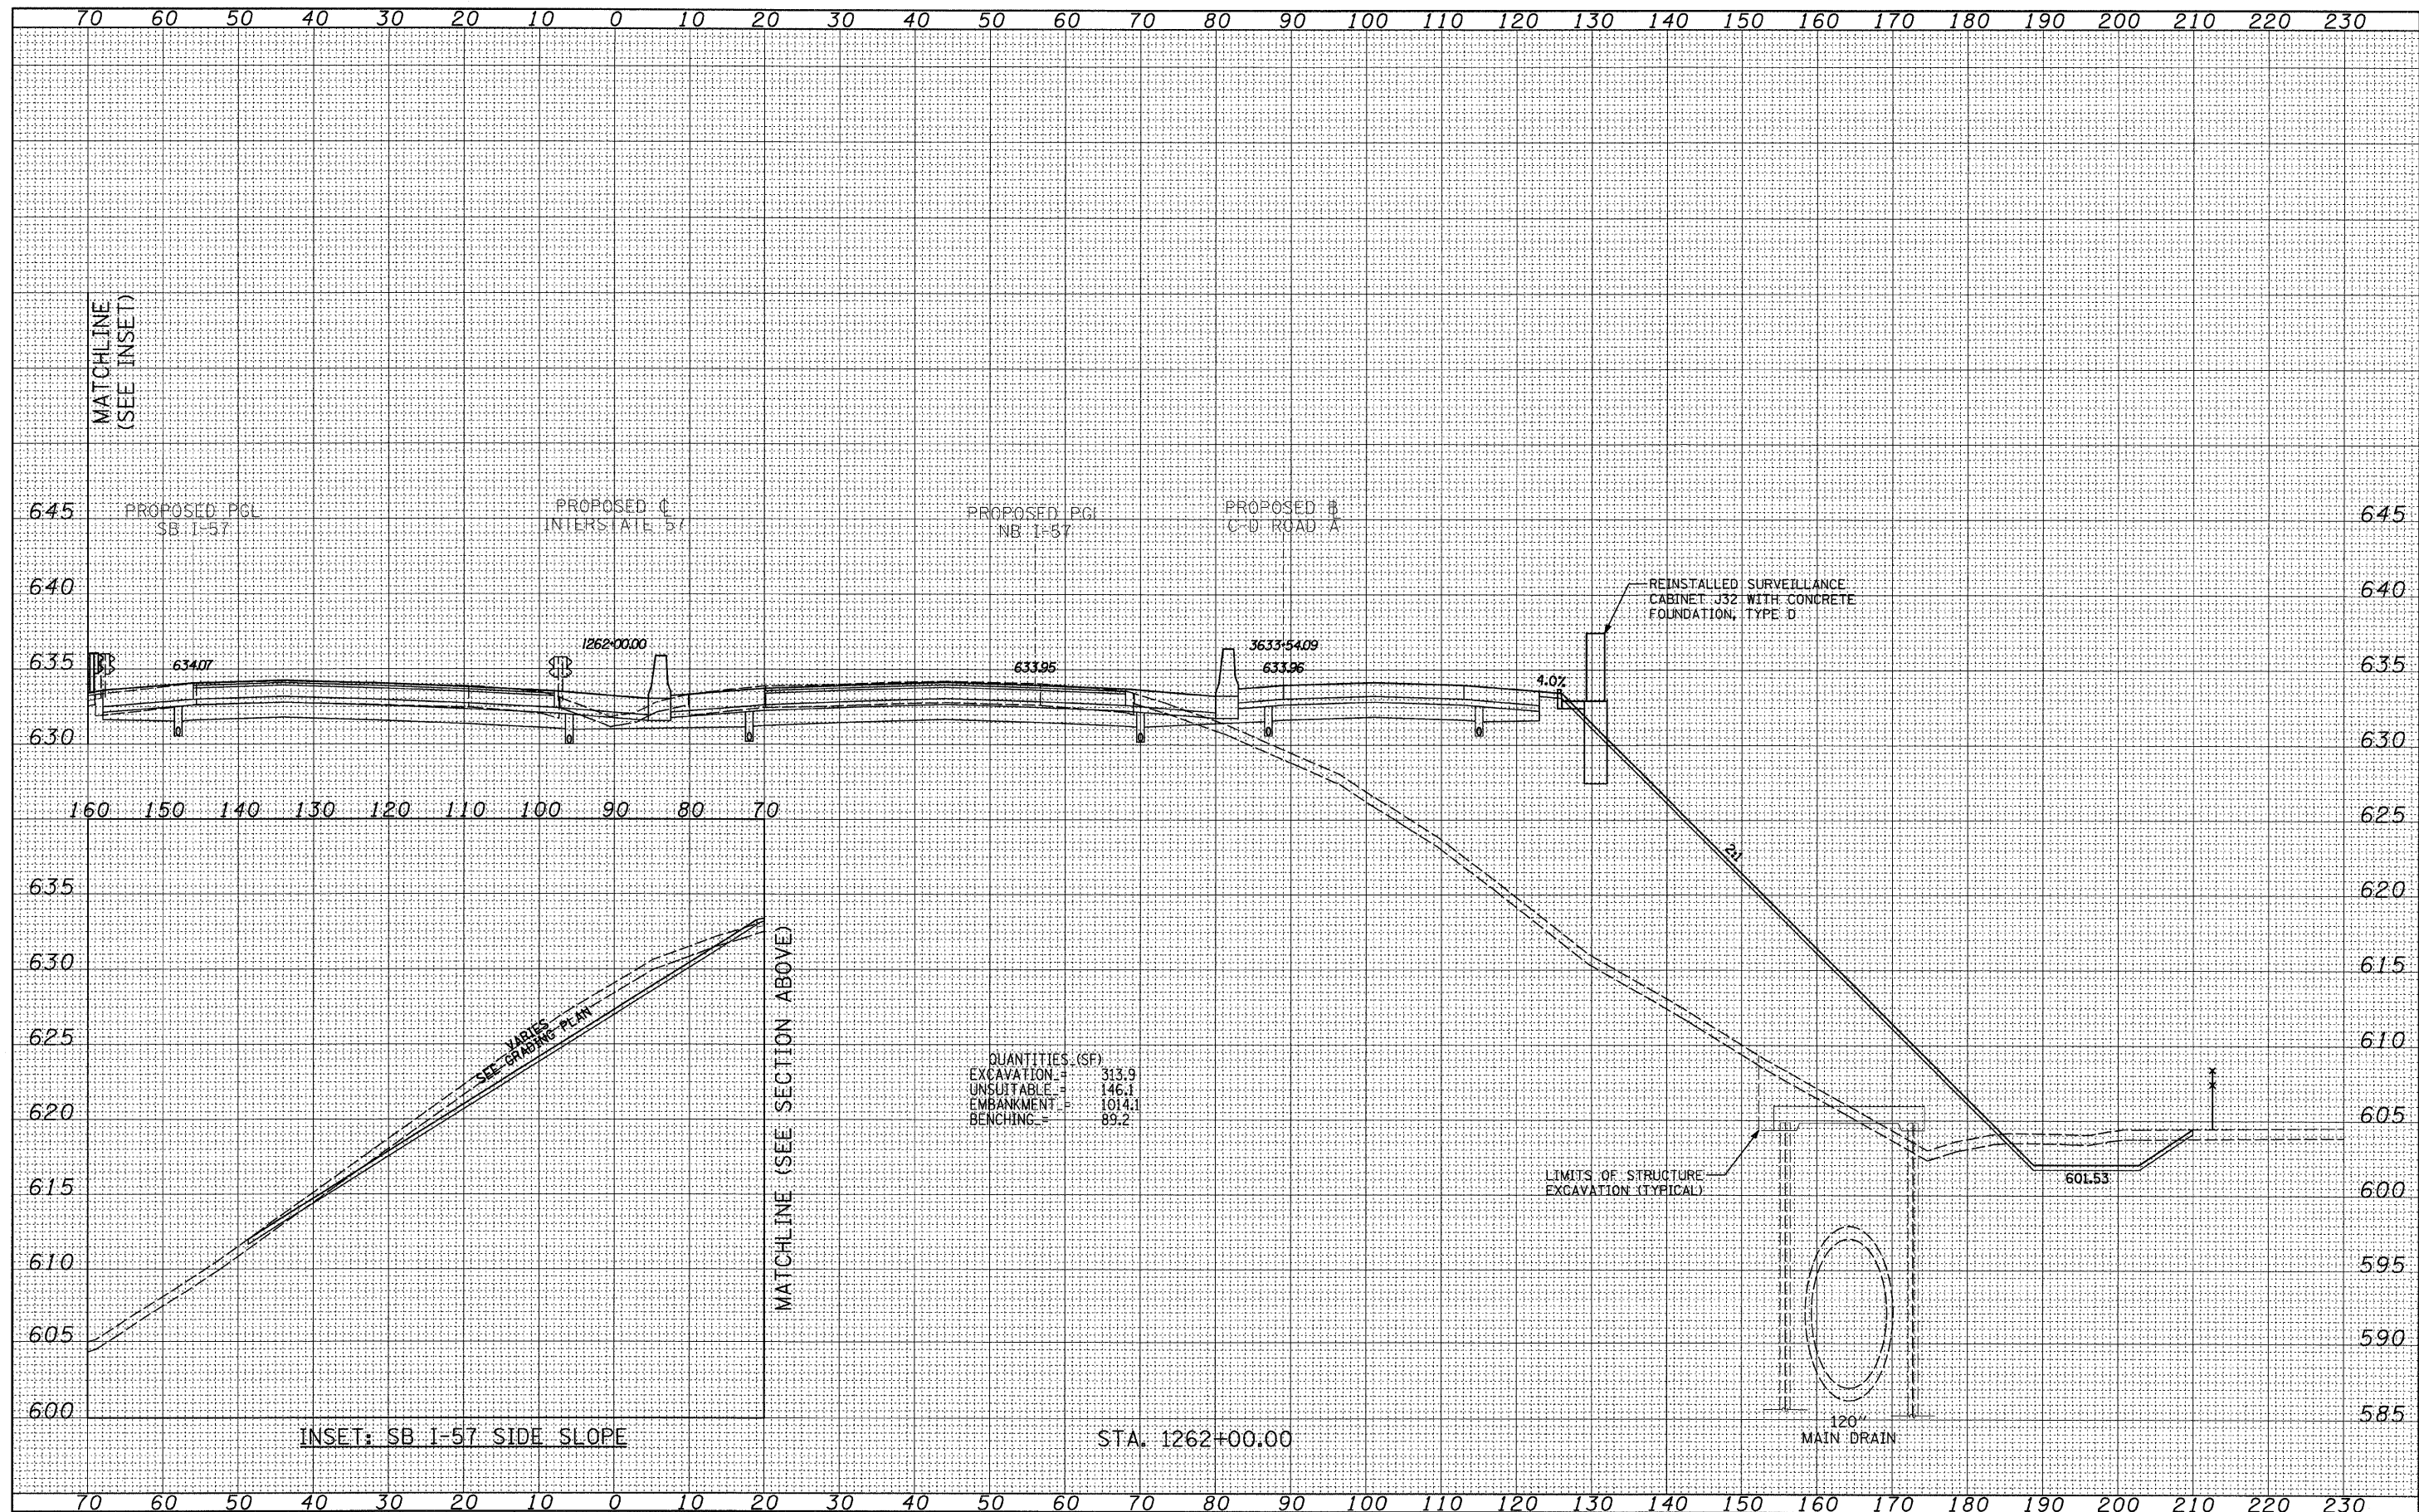 70 60 50 40 30 20 10 0 10 20 30 40 50 60 70 80 90 100 110 120 130 140 150 160 170 180 190 200 210 220 230
MATCHLINE
(SEE INSET)
645
PROPOSED PGL
SB I-57
PROPOSED ℄
INTERSTATE 57
PROPOSED PGL
NB I-57
PROPOSED
C-D ROAD A
645
640
REINSTALLED SURVEILLANCE
CABINET J32 WITH CONCRETE
FOUNDATION, TYPE D
640
635
634.07
1262+00.00
633.95
3633+54.09
633.96
4.0%
635
630
630
160 150 140 130 120 110 100 90 80 70
625
2:1
635
620
630
615
VARIES
SEE GRADING PLAN
625
610
MATCHLINE (SEE SECTION ABOVE)
QUANTITIES (SF)
EXCAVATION = 313.9
UNSUITABLE = 146.1
EMBANKMENT = 1014.1
BENCHING = 89.2
620
605
LIMITS OF STRUCTURE
EXCAVATION (TYPICAL)
601.53
615
600
610
595
605
590
600
585
120"
MAIN DRAIN
INSET: SB I-57 SIDE SLOPE
STA. 1262+00.00
70 60 50 40 30 20 10 0 10 20 30 40 50 60 70 80 90 100 110 120 130 140 150 160 170 180 190 200 210 220 230